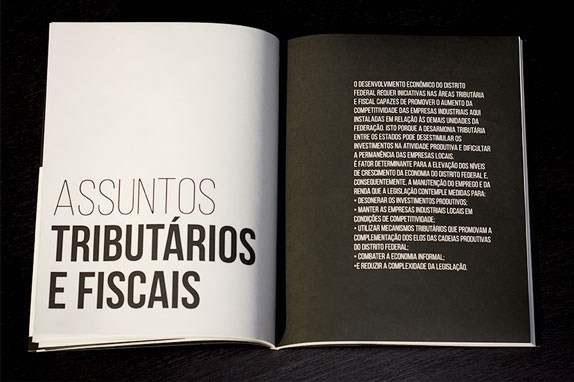 ASSUNTOS
TRIBUTÁRIOS
E FISCAIS
O DESENVOLVIMENTO ECONÔMICO DO DISTRITO
FEDERAL REQUER INICIATIVAS NAS ÁREAS TRIBUTÁRIA
E FISCAL CAPAZES DE PROMOVER O AUMENTO DA
COMPETITIVIDADE DAS EMPRESAS INDUSTRIAIS AQUI
INSTALADAS EM RELAÇÃO ÀS DEMAIS UNIDADES DA
FEDERAÇÃO. ISTO PORQUE A DESARMONIA TRIBUTÁRIA
ENTRE OS ESTADOS PODE DESESTIMULAR OS
INVESTIMENTOS NA ATIVIDADE PRODUTIVA E DIFICULTAR
A PERMANÊNCIA DAS EMPRESAS LOCAIS.
É FATOR DETERMINANTE PARA A ELEVAÇÃO DOS NÍVEIS
DE CRESCIMENTO DA ECONOMIA DO DISTRITO FEDERAL E,
CONSEQUENTEMENTE, A MANUTENÇÃO DO EMPREGO E DA
RENDA QUE A LEGISLAÇÃO CONTEMPLE MEDIDAS PARA:
• DESONERAR OS INVESTIMENTOS PRODUTIVOS;
• MANTER AS EMPRESAS INDUSTRIAIS LOCAIS EM
CONDIÇÕES DE COMPETITIVIDADE;
• UTILIZAR MECANISMOS TRIBUTÁRIOS QUE PROMOVAM A
COMPLEMENTAÇÃO DOS ELOS DAS CADEIAS PRODUTIVAS
DO DISTRITO FEDERAL;
• COMBATER A ECONOMIA INFORMAL;
•E REDUZIR A COMPLEXIDADE DA LEGISLAÇÃO.